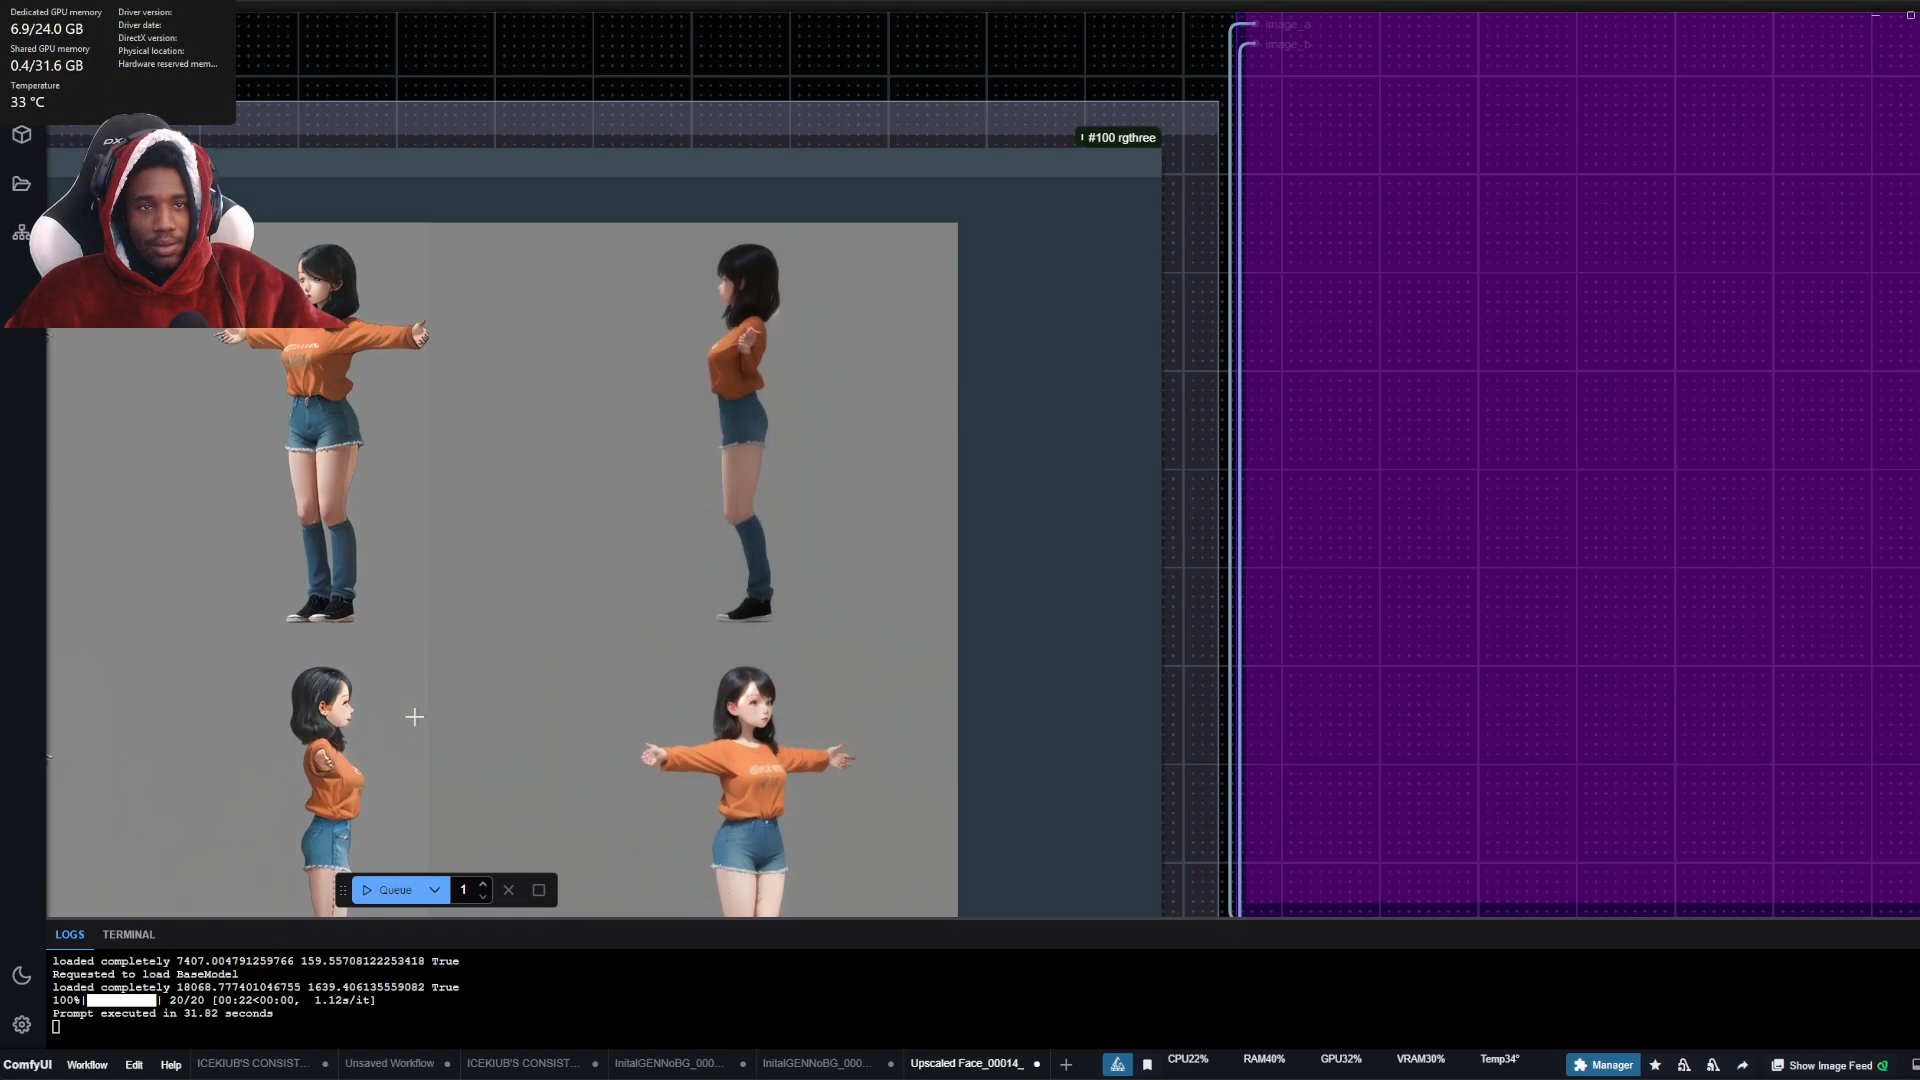 Dedicated GPU memory
6.9/24.0 GB
Shared GPU memory
0.4/31.6 GB
Temperature
33 °C
Driver version:
Driver date:
DirectX version:
Physical location:
Hardware reserved mem...
image_a
image_b
#100 rgthree
Queue
1
LOGS
TERMINAL
loaded completely 7407.004791259766 159.55708122253418 True
Requested to load BaseModel
loaded completely 18068.777401046755 1639.406135559082 True
100%| | 20/20 [00:22<00:00, 1.12s/it]
Prompt executed in 31.82 seconds
ComfyUI
Workflow
Edit
Help
ICEKIUB'S CONSIST...
Unsaved Workflow
ICEKIUB'S CONSIST...
InitalGENNoBG_000...
InitalGENNoBG_000...
Upscaled Face_00014_
CPU22%
RAM40%
GPU32%
VRAM30%
Temp34°
Manager
Show Image Feed